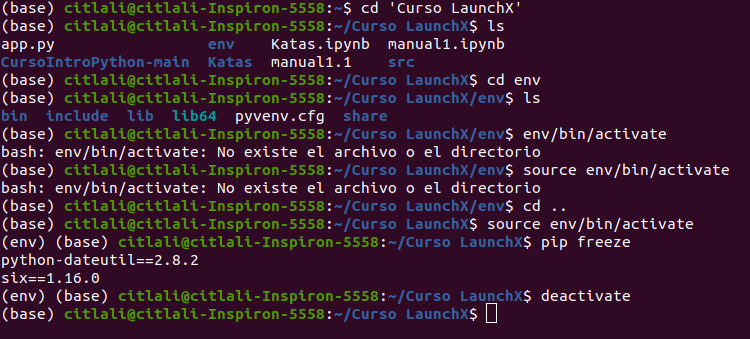 (base) citlali@citlali-Inspiron-5558:~$ cd 'Curso LaunchX'
(base) citlali@citlali-Inspiron-5558:~/Curso LaunchX$ ls
app.py env Katas.ipynb manual1.ipynb
CursoIntroPython-main Katas manual1.1 src
(base) citlali@citlali-Inspiron-5558:~/Curso LaunchX$ cd env
(base) citlali@citlali-Inspiron-5558:~/Curso LaunchX/env$ ls
bin include lib lib64 pyvenv.cfg share
(base) citlali@citlali-Inspiron-5558:~/Curso LaunchX/env$ env/bin/activate
bash: env/bin/activate: No existe el archivo o el directorio
(base) citlali@citlali-Inspiron-5558:~/Curso LaunchX/env$ source env/bin/activate
bash: env/bin/activate: No existe el archivo o el directorio
(base) citlali@citlali-Inspiron-5558:~/Curso LaunchX/env$ cd ..
(base) citlali@citlali-Inspiron-5558:~/Curso LaunchX$ source env/bin/activate
(env) (base) citlali@citlali-Inspiron-5558:~/Curso LaunchX$ pip freeze
python-dateutil==2.8.2
six==1.16.0
(env) (base) citlali@citlali-Inspiron-5558:~/Curso LaunchX$ deactivate
(base) citlali@citlali-Inspiron-5558:~/Curso LaunchX$